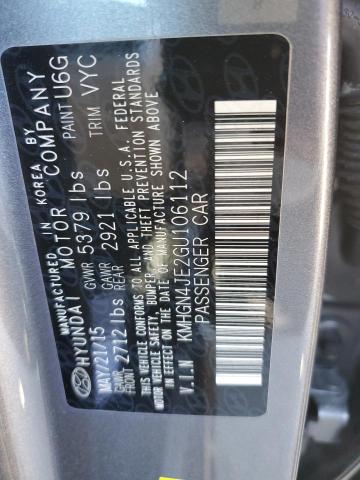 MANUFACTURED IN KOREA BY
HYUNDAI MOTOR COMPANY
MAY/21/15 GVWR 5379 lbs PAINT U6G
GAWR FRONT 2712 lbs GAWR REAR 2921 lbs TRIM VYC
THIS VEHICLE CONFORMS TO ALL APPLICABLE U.S.A. FEDERAL
MOTOR VEHICLE SAFETY, BUMPER, AND THEFT PREVENTION STANDARDS
IN EFFECT ON THE DATE OF MANUFACTURE SHOWN ABOVE
V.I.N KMHGN4JE2GU106112
PASSENGER CAR